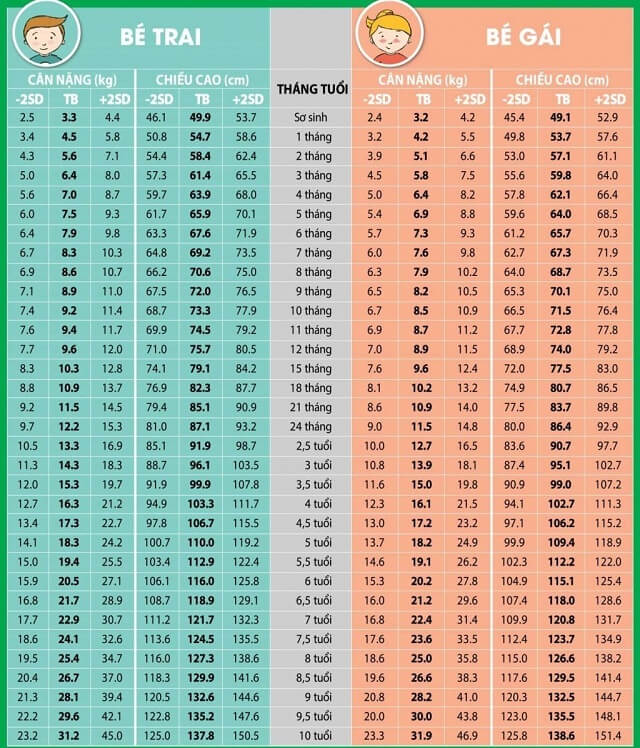 BÉ TRAI BÉ GÁI
CÂN NẶNG (kg) CHIỀU CAO (cm) THÁNG TUỔI CÂN NẶNG (kg) CHIỀU CAO (cm)
-2SD TB +2SD -2SD TB +2SD -2SD TB +2SD -2SD TB +2SD
2.5 3.3 4.4 46.1 49.9 53.7 Sơ sinh 2.4 3.2 4.2 45.4 49.1 52.9
3.4 4.5 5.8 50.8 54.7 58.6 1 tháng 3.2 4.2 5.5 49.8 53.7 57.6
4.3 5.6 7.1 54.4 58.4 62.4 2 tháng 3.9 5.1 6.6 53.0 57.1 61.1
5.0 6.4 8.0 57.3 61.4 65.5 3 tháng 4.5 5.8 7.5 55.6 59.8 64.0
5.6 7.0 8.7 59.7 63.9 68.0 4 tháng 5.0 6.4 8.2 57.8 62.1 66.4
6.0 7.5 9.3 61.7 65.9 70.1 5 tháng 5.4 6.9 8.8 59.6 64.0 68.5
6.4 7.9 9.8 63.3 67.6 71.9 6 tháng 5.7 7.3 9.3 61.2 65.7 70.3
6.7 8.3 10.3 64.8 69.2 73.5 7 tháng 6.0 7.6 9.8 62.7 67.3 71.9
6.9 8.6 10.7 66.2 70.6 75.0 8 tháng 6.3 7.9 10.2 64.0 68.7 73.5
7.1 8.9 11.0 67.5 72.0 76.5 9 tháng 6.5 8.2 10.5 65.3 70.1 75.0
7.4 9.2 11.4 68.7 73.3 77.9 10 tháng 6.7 8.5 10.9 66.5 71.5 76.4
7.6 9.4 11.7 69.9 74.5 79.2 11 tháng 6.9 8.7 11.2 67.7 72.8 77.8
7.7 9.6 12.0 71.0 75.7 80.5 12 tháng 7.0 8.9 11.5 68.9 74.0 79.2
8.3 10.3 12.8 74.1 79.1 84.2 15 tháng 7.6 9.6 12.4 72.0 77.5 83.0
8.8 10.9 13.7 76.9 82.3 87.7 18 tháng 8.1 10.2 13.2 74.9 80.7 86.5
9.2 11.5 14.5 79.4 85.1 90.9 21 tháng 8.6 10.9 14.0 77.5 83.7 89.8
9.7 12.2 15.3 81.0 87.1 93.2 24 tháng 9.0 11.5 14.8 80.0 86.4 92.9
10.5 13.3 16.9 85.1 91.9 98.7 2,5 tuổi 10.0 12.7 16.5 83.6 90.7 97.7
11.3 14.3 18.3 88.7 96.1 103.5 3 tuổi 10.8 13.9 18.1 87.4 95.1 102.7
12.0 15.3 19.7 91.9 99.9 107.8 3,5 tuổi 11.6 15.0 19.8 90.9 99.0 107.2
12.7 16.3 21.2 94.9 103.3 111.7 4 tuổi 12.3 16.1 21.5 94.1 102.7 111.3
13.4 17.3 22.7 97.8 106.7 115.5 4,5 tuổi 13.0 17.2 23.2 97.1 106.2 115.2
14.1 18.3 24.2 100.7 110.0 119.2 5 tuổi 13.7 18.2 24.9 99.9 109.4 118.9
15.0 19.4 25.5 103.4 112.9 122.4 5,5 tuổi 14.6 19.1 26.2 102.3 112.2 122.0
15.9 20.5 27.1 106.1 116.0 125.8 6 tuổi 15.3 20.2 27.8 104.9 115.1 125.4
16.8 21.7 28.9 108.7 118.9 129.1 6,5 tuổi 16.0 21.2 29.6 107.4 118.0 128.6
17.7 22.9 30.7 111.2 121.7 132.3 7 tuổi 16.8 22.4 31.4 109.9 120.8 131.7
18.6 24.1 32.6 113.6 124.5 135.5 7,5 tuổi 17.6 23.6 33.5 112.4 123.7 134.9
19.5 25.4 34.7 116.0 127.3 138.6 8 tuổi 18.6 25.0 35.8 115.0 126.6 138.2
20.4 26.7 37.0 118.3 129.9 141.6 8,5 tuổi 19.6 26.6 38.3 117.6 129.5 141.4
21.3 28.1 39.4 120.5 132.6 144.6 9 tuổi 20.8 28.2 41.0 120.3 132.5 144.7
22.2 29.6 42.1 122.8 135.2 147.6 9,5 tuổi 20.0 30.0 43.8 123.0 135.5 148.1
23.2 31.2 45.0 125.0 137.8 150.5 10 tuổi 23.3 31.9 46.9 125.8 138.6 151.4